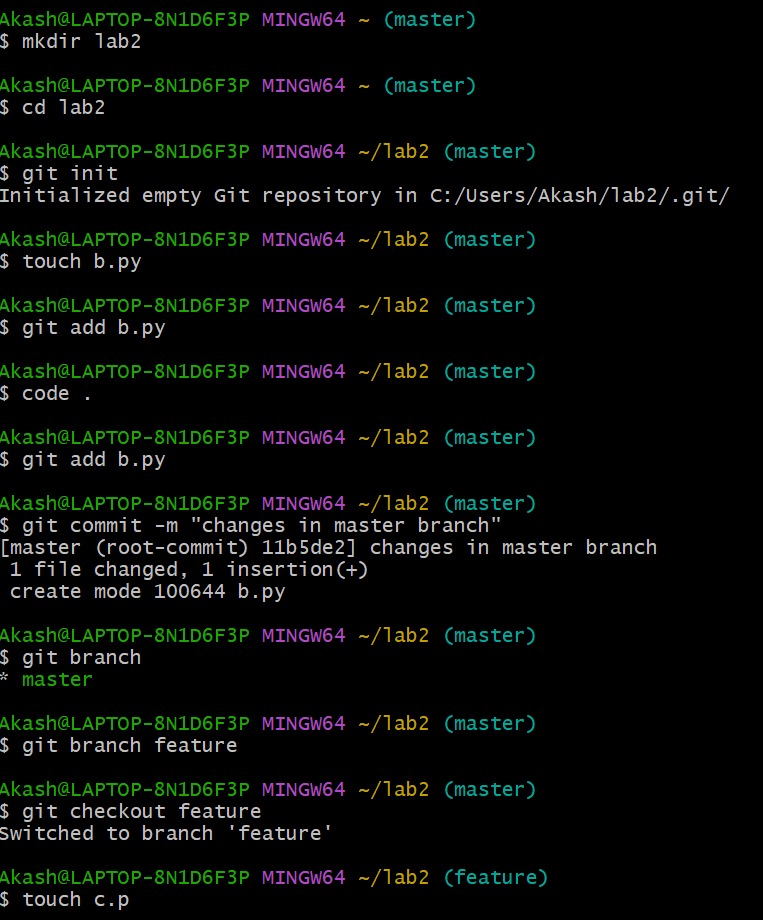 Akash@LAPTOP-8N1D6F3P MINGW64 ~ (master)
$ mkdir lab2
Akash@LAPTOP-8N1D6F3P MINGW64 ~ (master)
$ cd lab2
Akash@LAPTOP-8N1D6F3P MINGW64 ~/lab2 (master)
$ git init
Initialized empty Git repository in C:/Users/Akash/lab2/.git/
Akash@LAPTOP-8N1D6F3P MINGW64 ~/lab2 (master)
$ touch b.py
Akash@LAPTOP-8N1D6F3P MINGW64 ~/lab2 (master)
$ git add b.py
Akash@LAPTOP-8N1D6F3P MINGW64 ~/lab2 (master)
$ code .
Akash@LAPTOP-8N1D6F3P MINGW64 ~/lab2 (master)
$ git add b.py
Akash@LAPTOP-8N1D6F3P MINGW64 ~/lab2 (master)
$ git commit -m "changes in master branch"
[master (root-commit) 11b5de2] changes in master branch
 1 file changed, 1 insertion(+)
 create mode 100644 b.py
Akash@LAPTOP-8N1D6F3P MINGW64 ~/lab2 (master)
$ git branch
* master
Akash@LAPTOP-8N1D6F3P MINGW64 ~/lab2 (master)
$ git branch feature
Akash@LAPTOP-8N1D6F3P MINGW64 ~/lab2 (master)
$ git checkout feature
Switched to branch 'feature'
Akash@LAPTOP-8N1D6F3P MINGW64 ~/lab2 (feature)
$ touch c.p